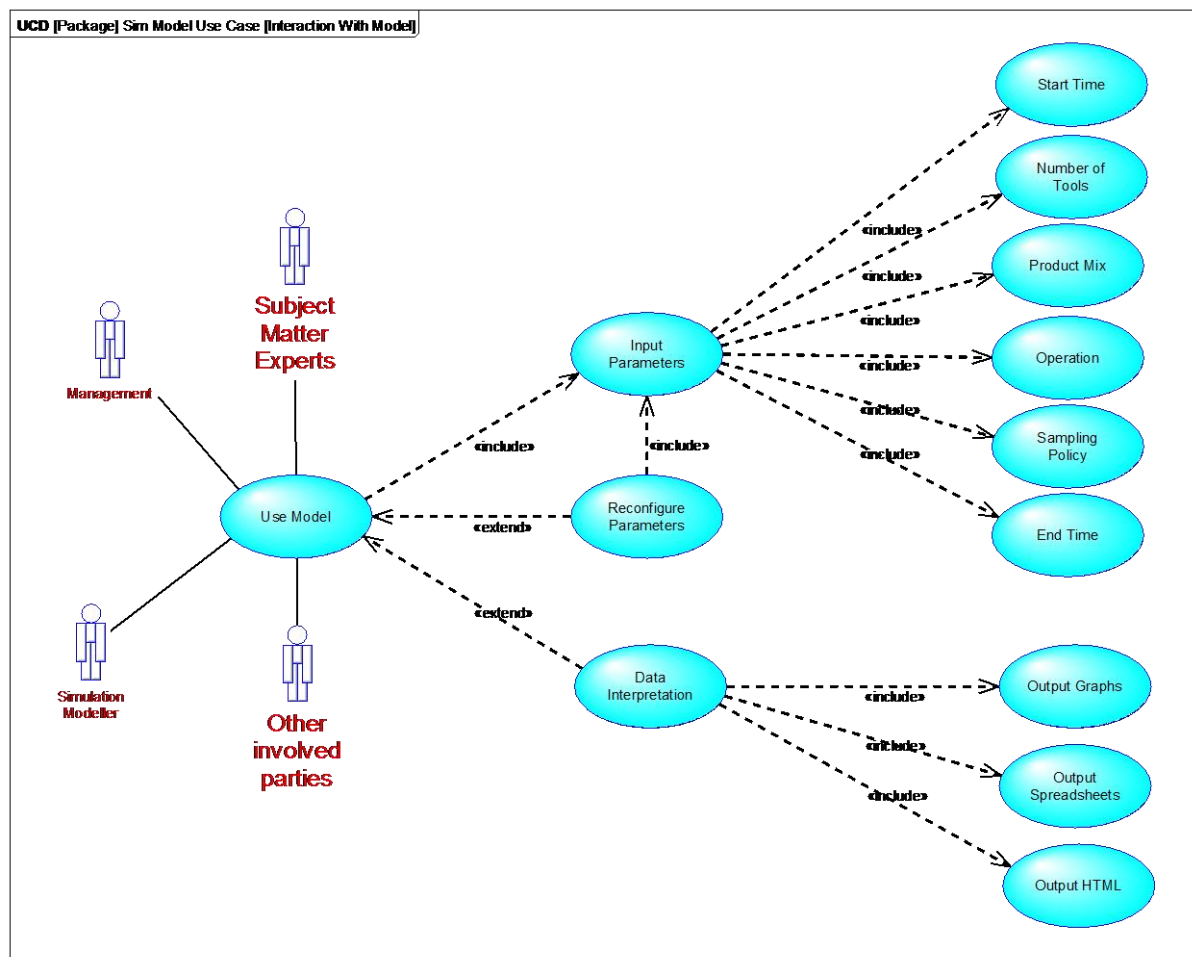 UCD [Package] Sim Model Use Case [Interaction With Model]
Start Time
Number of
Tools
«include»
Product Mix
«include»
Subject
Matter
Experts
«include»
Input
Parameters
Operation
«include»
Management
«include»
Sampling
Policy
«include»
«include»
«include»
Use Model
Reconfigure
Parameters
«extend»
End Time
«extend»
Data
Interpretation
Output Graphs
«include»
Simulation
Modeller
Other
involved
parties
«include»
Output
Spreadsheets
«include»
Output HTML